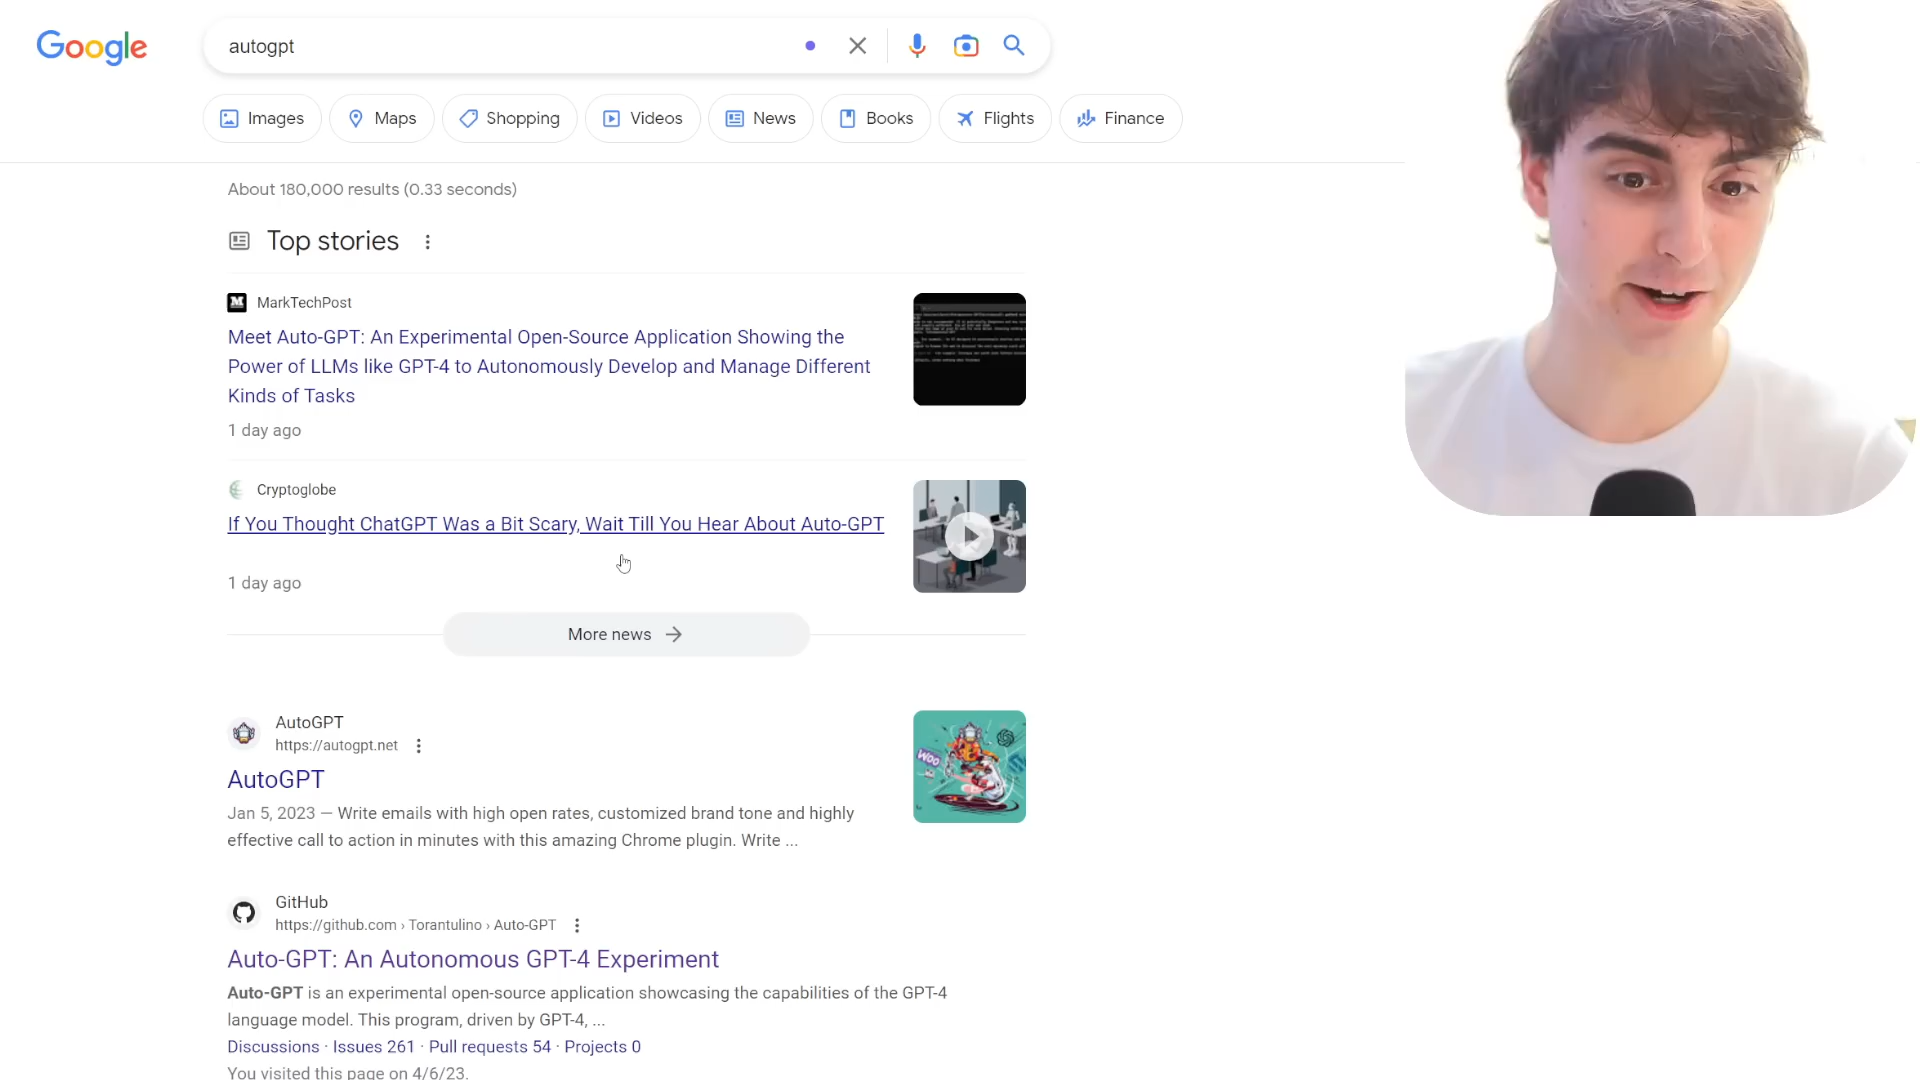 Google
autogpt
Images
Maps
Shopping
Videos
News
Books
Flights
Finance
About 180,000 results (0.33 seconds)
Top stories
MarkTechPost
Meet Auto-GPT: An Experimental Open-Source Application Showing the
Power of LLMs like GPT-4 to Autonomously Develop and Manage Different
Kinds of Tasks
1 day ago
Cryptoglobe
If You Thought ChatGPT Was a Bit Scary, Wait Till You Hear About Auto-GPT
1 day ago
More news
AutoGPT
https://autogpt.net
AutoGPT
Jan 5, 2023 — Write emails with high open rates, customized brand tone and highly
effective call to action in minutes with this amazing Chrome plugin. Write ...
WOO
GitHub
https://github.com › Torantulino › Auto-GPT
Auto-GPT: An Autonomous GPT-4 Experiment
Auto-GPT is an experimental open-source application showcasing the capabilities of the GPT-4
language model. This program, driven by GPT-4, ...
Discussions · Issues 261 · Pull requests 54 · Projects 0
You visited this page on 4/6/23.